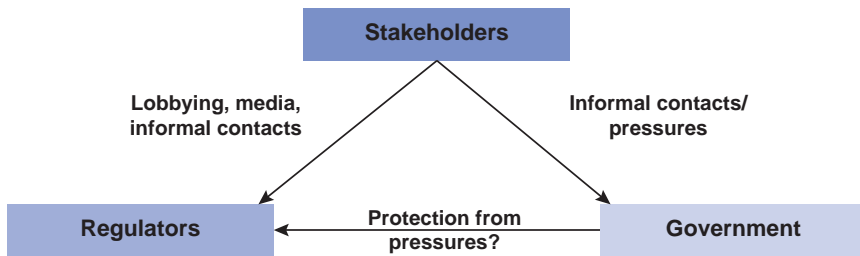 Stakeholders
Lobbying, media,
informal contacts
Informal contacts/
pressures
Regulators
Protection from
pressures?
Government